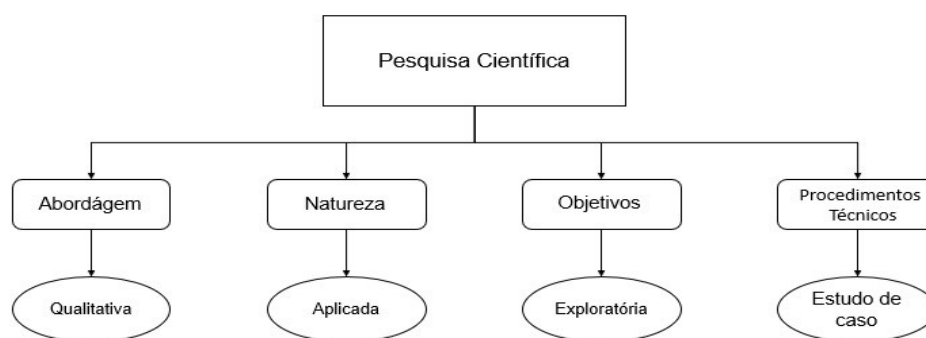 Pesquisa Científica
Abordágem
Natureza
Objetivos
Procedimentos
Técnicos
Qualitativa
Aplicada
Exploratória
Estudo de
caso